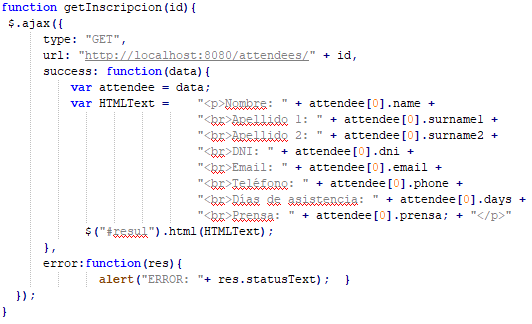 function getInscripcion(id){
$.ajax({
type: "GET",
url: "http://localhost:8080/attendees/" + id,
success: function(data){
var attendee = data;
var HTMLText = "<p>Nombre: " + attendee[0].name +
"<br>Apellido 1: " + attendee[0].surname1 +
"<br>Apellido 2: " + attendee[0].surname2 +
"<br>DNI: " + attendee[0].dni +
"<br>Email: " + attendee[0].email +
"<br>Teléfono: " + attendee[0].phone +
"<br>Días de asistencia: " + attendee[0].days +
"<br>Prensa: " + attendee[0].prensa; + "</p>"
$("#resul").html(HTMLText);
},
error:function(res){
alert("ERROR: "+ res.statusText); }
});
}